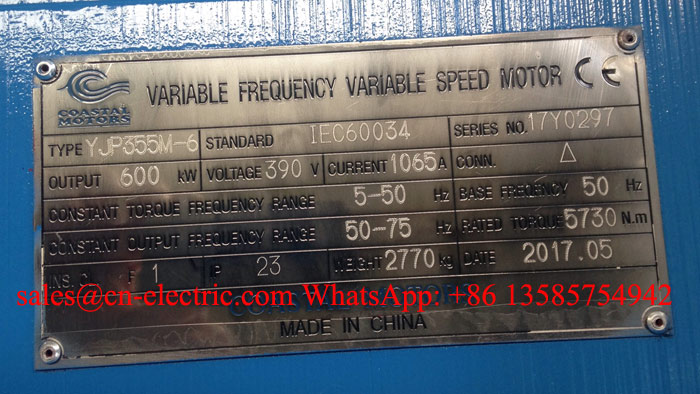 VARIABLE FREQUENCY VARIABLE SPEED MOTOR CE
COASTAL
MOTORS
TYPE YJP355M-6 STANDARD IEC60034 SERIES NO. 17Y0297
OUTPUT 600 kW VOLTAGE 390 V CURRENT 1065 A CONN. △
CONSTANT TORQUE FREQUENCY RANGE 5-50 Hz BASE FREQUENCY 50 Hz
CONSTANT OUTPUT FREQUENCY RANGE 50-75 Hz RATED TORQUE 5730 N.m
INS. F 1 IP 23 WEIGHT 2770 kg DATE 2017.05
sales@cn-electric.com WhatsApp: +86 13585754942
MADE IN CHINA